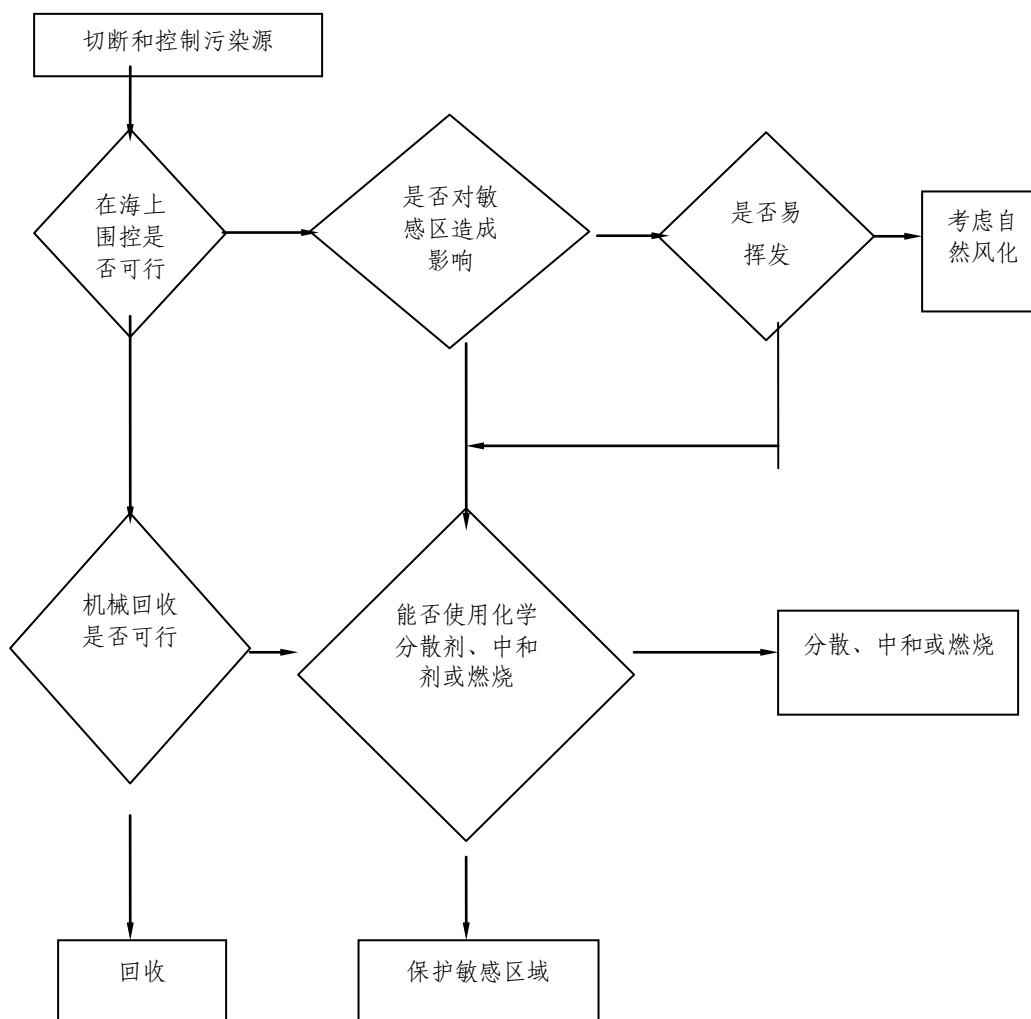 切断和控制污染源
在海上
围控是
否可行
是否对敏
感区造成
影响
是否易
挥发
考虑自
然风化
机械回收
是否可行
能否使用化学
分散剂、中和
剂或燃烧
分散、中和或燃烧
回收
保护敏感区域